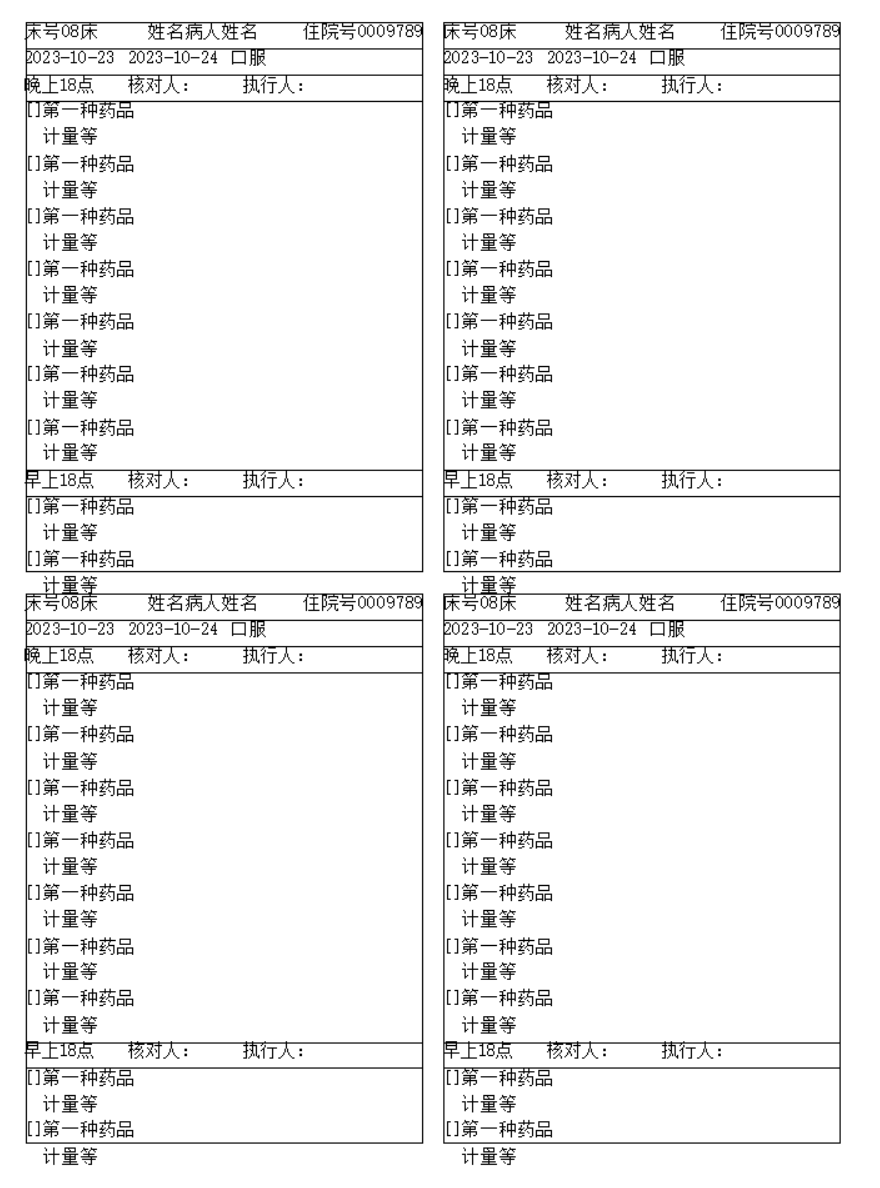 床号08床 姓名病人姓名 住院号0009789
2023-10-23 2023-10-24 口服
晚上18点 核对人: 执行人:
[]第一种药品
计量等
[]第一种药品
计量等
[]第一种药品
计量等
[]第一种药品
计量等
[]第一种药品
计量等
[]第一种药品
计量等
[]第一种药品
计量等
早上18点 核对人: 执行人:
[]第一种药品
计量等
[]第一种药品
计量等
床号08床 姓名病人姓名 住院号0009789
2023-10-23 2023-10-24 口服
晚上18点 核对人: 执行人:
[]第一种药品
计量等
[]第一种药品
计量等
[]第一种药品
计量等
[]第一种药品
计量等
[]第一种药品
计量等
[]第一种药品
计量等
[]第一种药品
计量等
早上18点 核对人: 执行人:
[]第一种药品
计量等
[]第一种药品
计量等
床号08床 姓名病人姓名 住院号0009789
2023-10-23 2023-10-24 口服
晚上18点 核对人: 执行人:
[]第一种药品
计量等
[]第一种药品
计量等
[]第一种药品
计量等
[]第一种药品
计量等
[]第一种药品
计量等
[]第一种药品
计量等
[]第一种药品
计量等
早上18点 核对人: 执行人:
[]第一种药品
计量等
[]第一种药品
计量等
床号08床 姓名病人姓名 住院号0009789
2023-10-23 2023-10-24 口服
晚上18点 核对人: 执行人:
[]第一种药品
计量等
[]第一种药品
计量等
[]第一种药品
计量等
[]第一种药品
计量等
[]第一种药品
计量等
[]第一种药品
计量等
[]第一种药品
计量等
早上18点 核对人: 执行人:
[]第一种药品
计量等
[]第一种药品
计量等